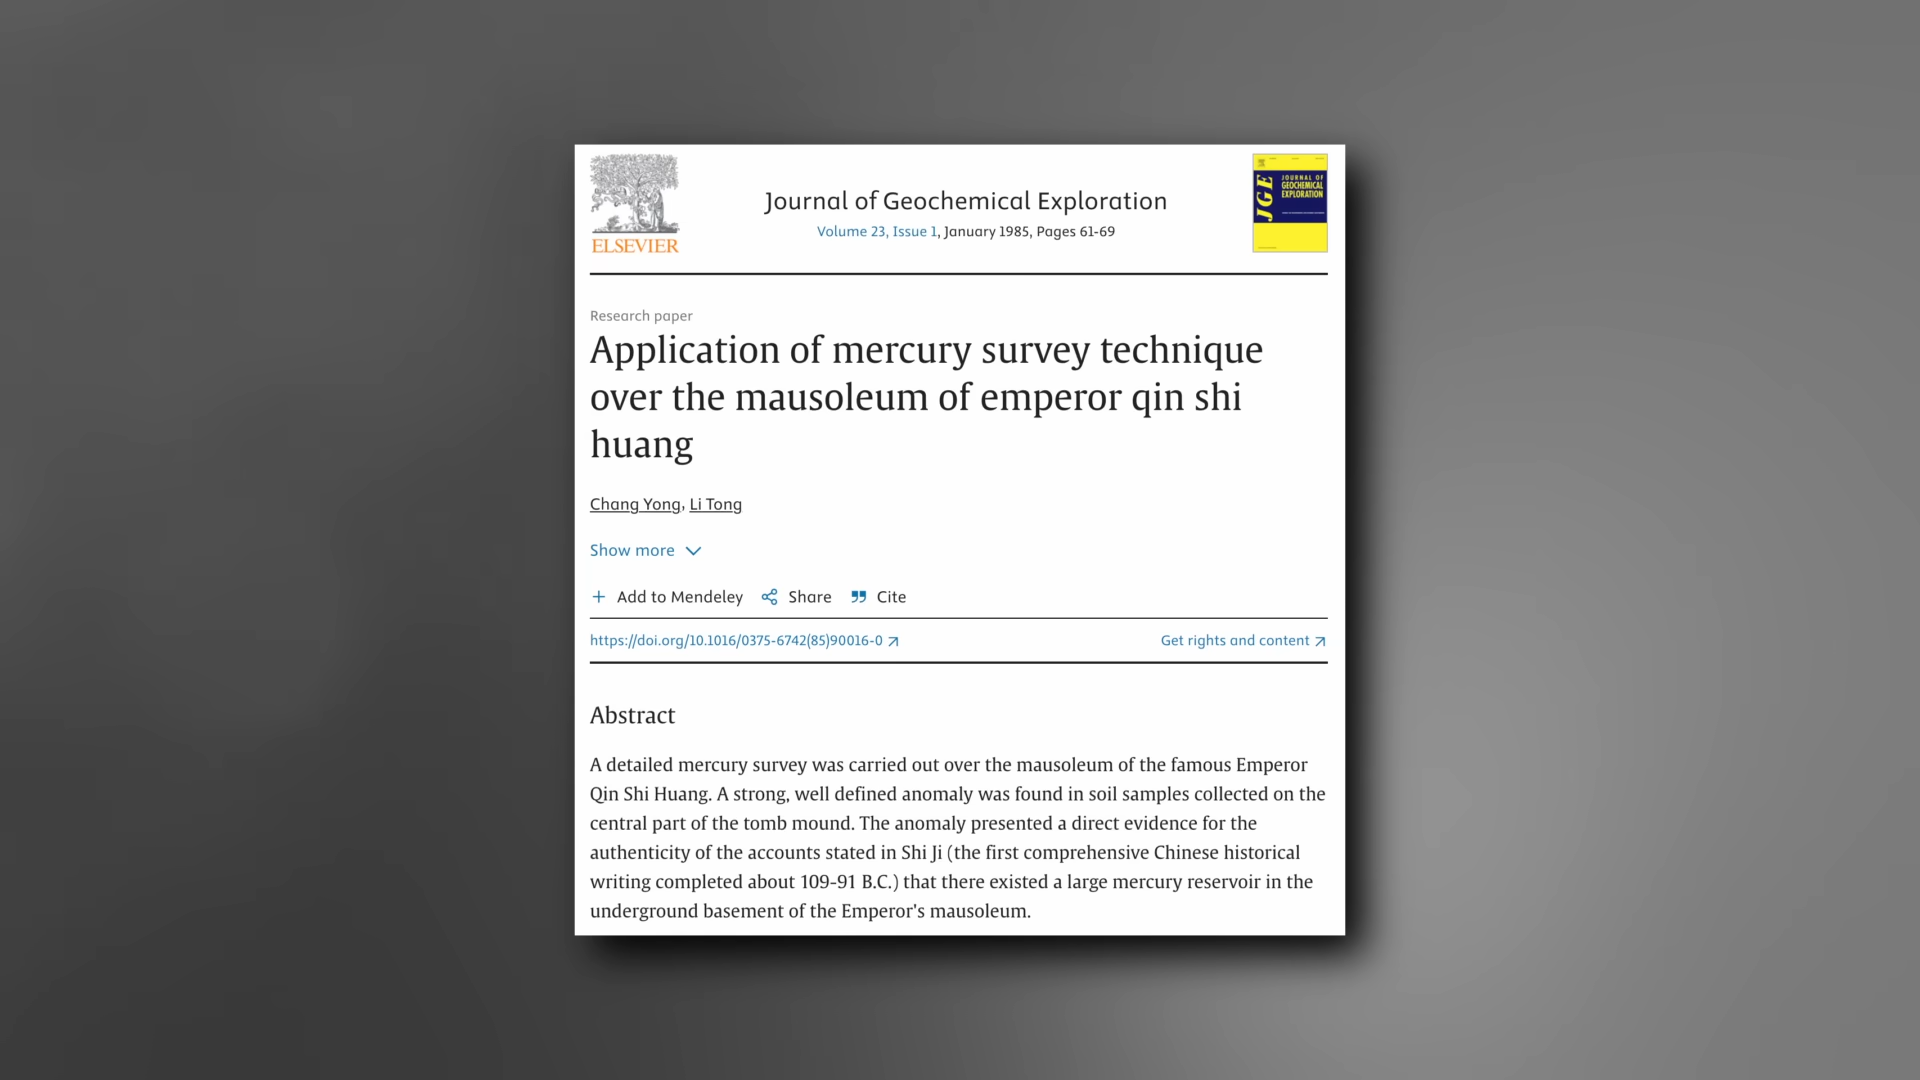 ELSEVIER
Journal of Geochemical Exploration
Volume 23, Issue 1, January 1985, Pages 61-69
JGE
JOURNAL OF
GEOCHEMICAL
EXPLORATION
Research paper
Application of mercury survey technique
over the mausoleum of emperor qin shi
huang
Chang Yong, Li Tong
Show more
Add to Mendeley Share Cite
https://doi.org/10.1016/0375-6742(85)90016-0 Get rights and content
Abstract
A detailed mercury survey was carried out over the mausoleum of the famous Emperor
Qin Shi Huang. A strong, well defined anomaly was found in soil samples collected on the
central part of the tomb mound. The anomaly presented a direct evidence for the
authenticity of the accounts stated in Shi Ji (the first comprehensive Chinese historical
writing completed about 109-91 B.C.) that there existed a large mercury reservoir in the
underground basement of the Emperor's mausoleum.